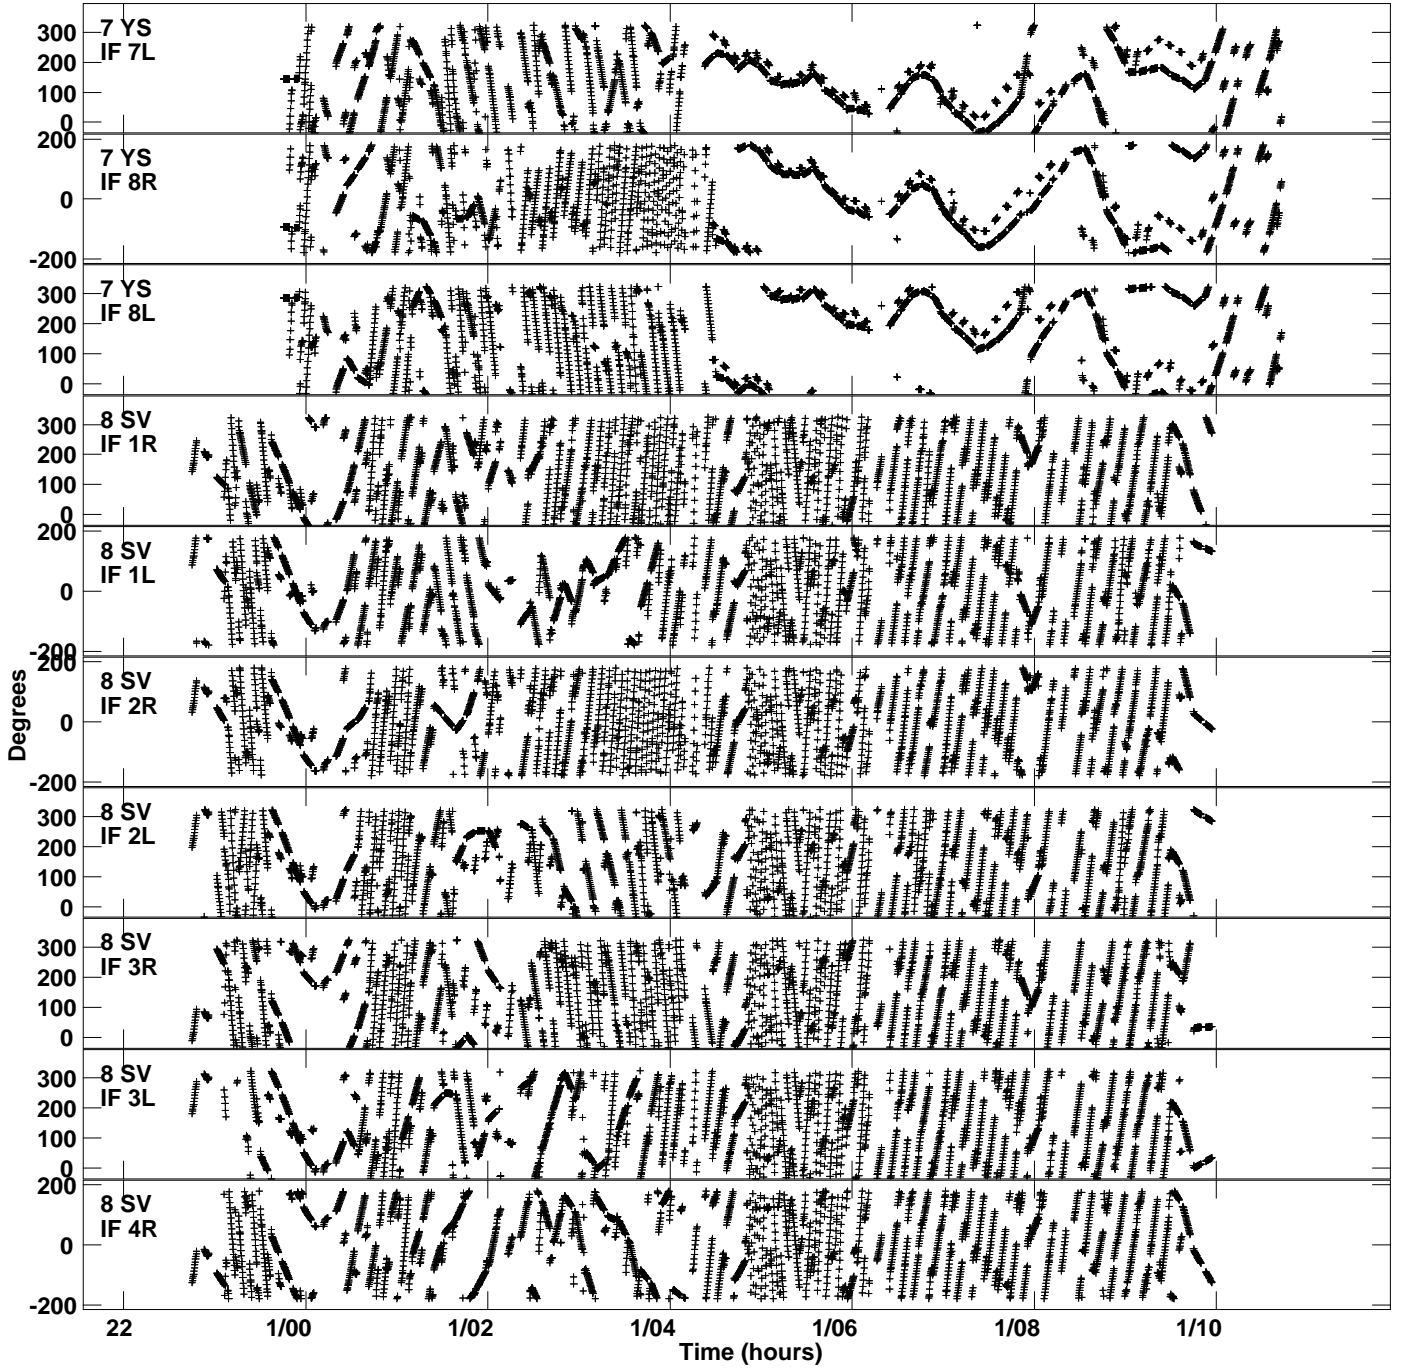 7 YS
IF 7L
300
200
100
0
7 YS
IF 8R
200
0
-200
7 YS
IF 8L
300
200
100
0
8 SV
IF 1R
300
200
100
0
8 SV
IF 1L
200
0
-200
8 SV
IF 2R
200
0
-200
8 SV
IF 2L
300
200
100
0
8 SV
IF 3R
300
200
100
0
8 SV
IF 3L
300
200
100
0
8 SV
IF 4R
200
0
-200
Degrees
22 1/00 1/02 1/04 1/06 1/08 1/10
Time (hours)